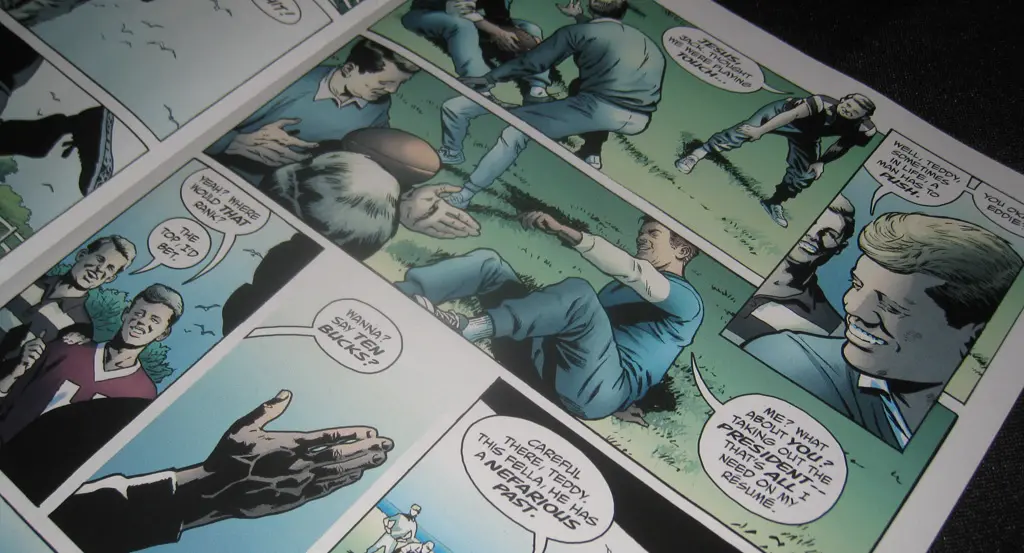 UNIT!
JESUS,
JACK. THOUGHT
WE WERE PLAYING
TOUCH...
WELL, TEDDY,
SOMETIMES
IN LIFE A
MAN HAS TO
PUSH.
YOU OK,
EDDIE?
YEAH? WHERE
WOULD THAT
RANK?
THE
TOP, I'D
BET.
WANNA?
SAY TEN
BUCKS?
ME? WHAT
ABOUT YOU?
TAKING OUT THE
PRESIDENT--
THAT'S ALL I
NEED ON MY
RESUME.
CAREFUL
THERE, TEDDY.
THIS FELLA, HE HAS
A NEFARIOUS
PAST.